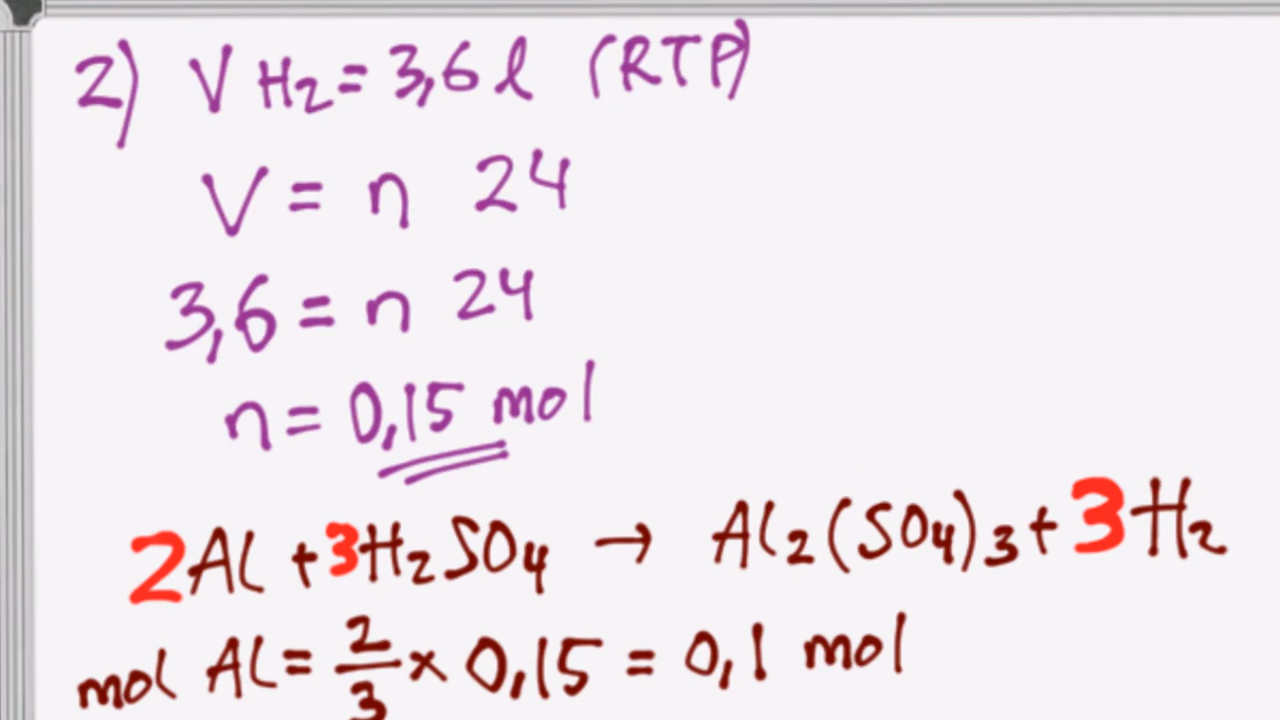 2) V H₂ = 3,6 l (RTP)
V = n 24
3,6 = n 24
n = 0,15 mol
2Al + 3H₂SO₄ → Al₂(SO₄)₃ + 3H₂
mol Al = 2/3 × 0,15 = 0,1 mol